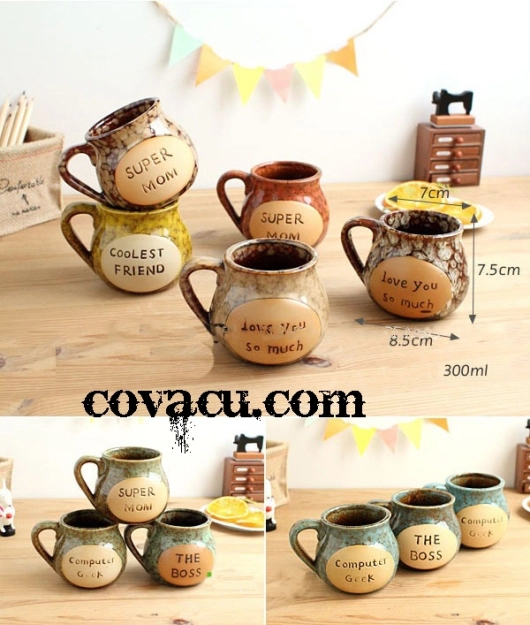 SUPER
MOM
COOLEST
FRIEND
SUPER
MOM
love you
so much
love you
so much
7cm
7.5cm
8.5cm
300ml
covacu.com
SUPER
MOM
Computer
Geek
THE
BOSS
Computer
Geek
THE
BOSS
Computer
Geek